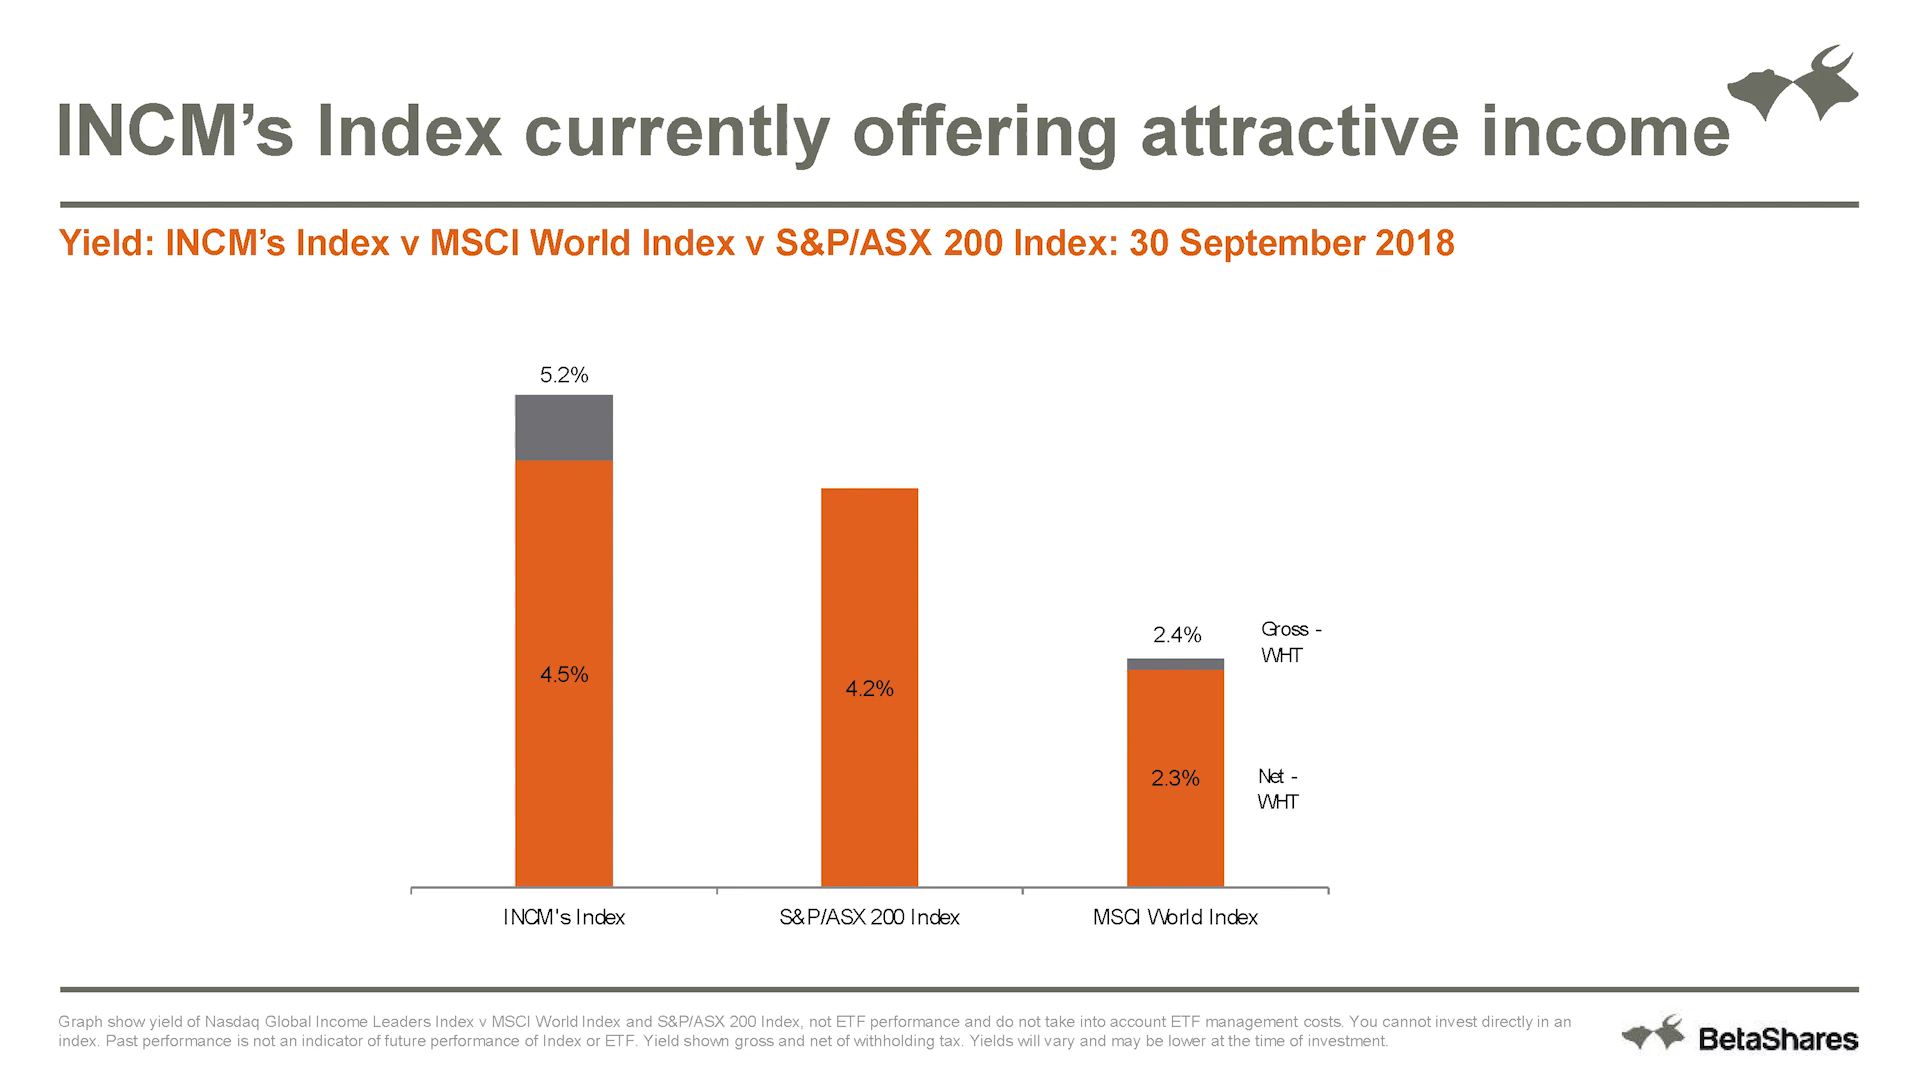 INCM’s Index currently offering attractive income
Yield: INCM’s Index v MSCI World Index v S&P/ASX 200 Index: 30 September 2018
5.2%
4.5%
4.2%
2.4%
2.3%
Gross -
WHT
Net -
WHT
INCM's Index
S&P/ASX 200 Index
MSCI World Index
Graph show yield of Nasdaq Global Income Leaders Index v MSCI World Index and S&P/ASX 200 Index, not ETF performance and do not take into account ETF management costs. You cannot invest directly in an
index. Past performance is not an indicator of future performance of Index or ETF. Yield shown gross and net of withholding tax. Yields will vary and may be lower at the time of investment.
BetaShares